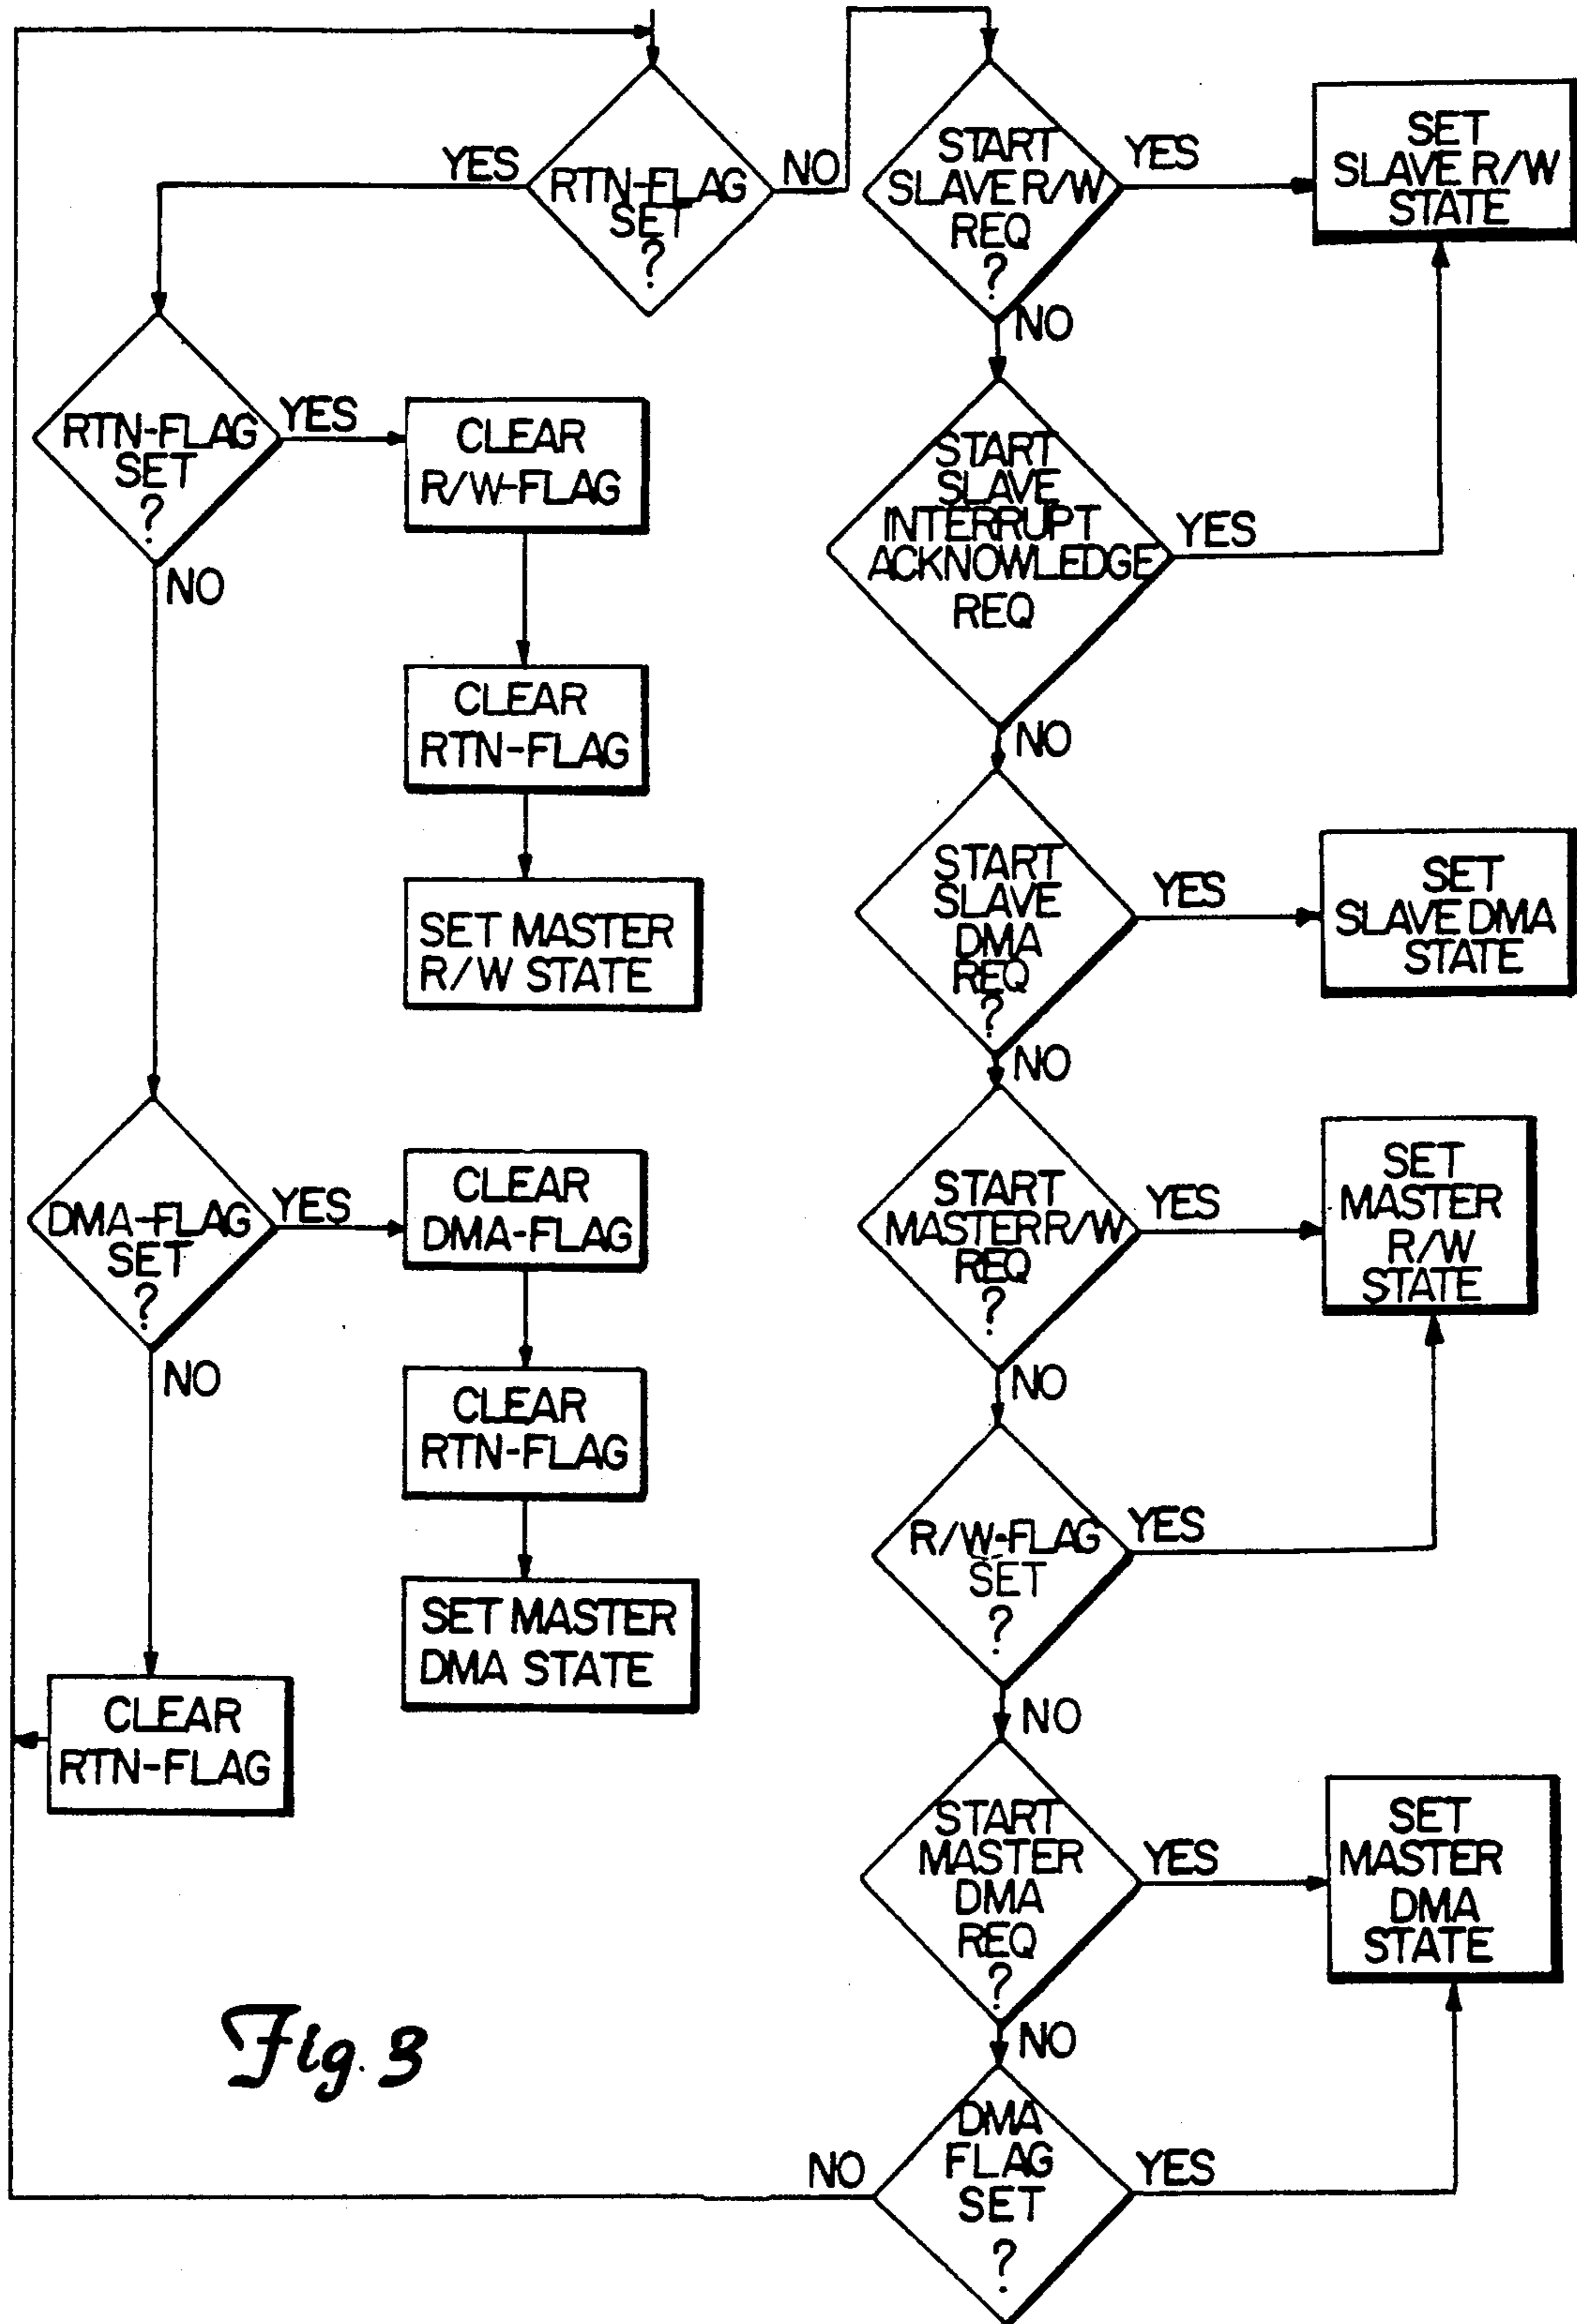 RTN-FLAG
SET
?
YES
NO
RTN-FLAG
SET
?
YES
NO
CLEAR
R/W-FLAG
CLEAR
RTN-FLAG
SET MASTER
R/W STATE
DMA-FLAG
SET
?
YES
NO
CLEAR
DMA-FLAG
CLEAR
RTN-FLAG
SET MASTER
DMA STATE
CLEAR
RTN-FLAG
START
SLAVE R/W
REQ
?
YES
NO
SET
SLAVE R/W
STATE
START
SLAVE
INTERRUPT
ACKNOWLEDGE
REQ
YES
NO
START
SLAVE
DMA
REQ
?
YES
NO
SET
SLAVE DMA
STATE
START
MASTER R/W
REQ
?
YES
NO
SET
MASTER
R/W
STATE
R/W-FLAG
SET
?
YES
NO
START
MASTER
DMA
REQ
?
YES
NO
SET
MASTER
DMA
STATE
DMA
FLAG
SET
?
YES
NO
Fig. 3